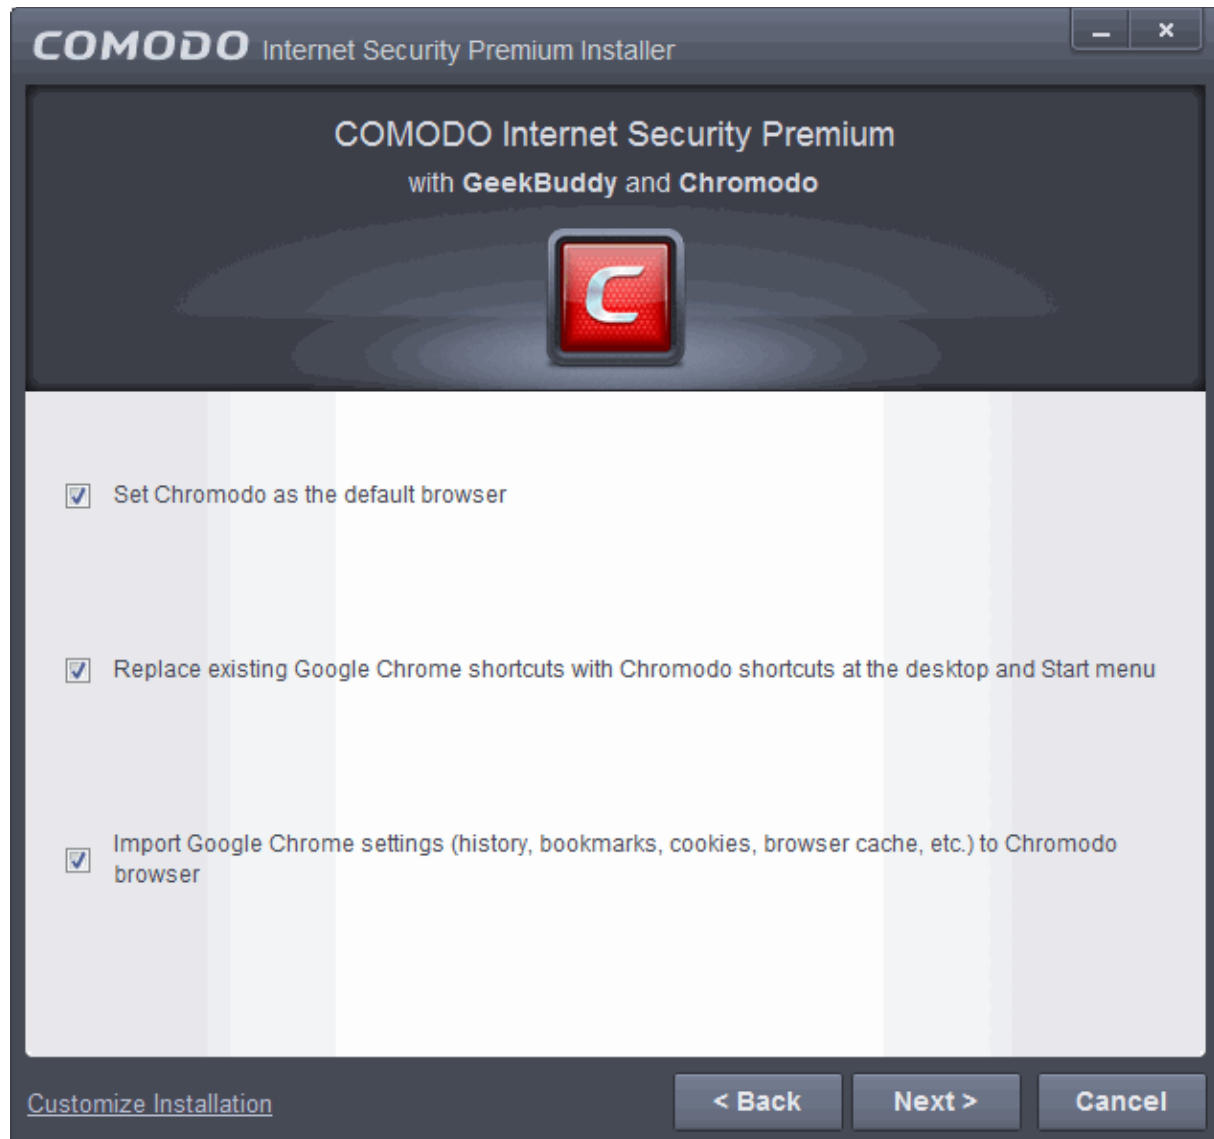 COMODO Internet Security Premium Installer
COMODO Internet Security Premium
with GeekBuddy and Chromodo
C
Set Chromodo as the default browser
Replace existing Google Chrome shortcuts with Chromodo shortcuts at the desktop and Start menu
Import Google Chrome settings (history, bookmarks, cookies, browser cache, etc.) to Chromodo
browser
Customize Installation
< Back
Next >
Cancel